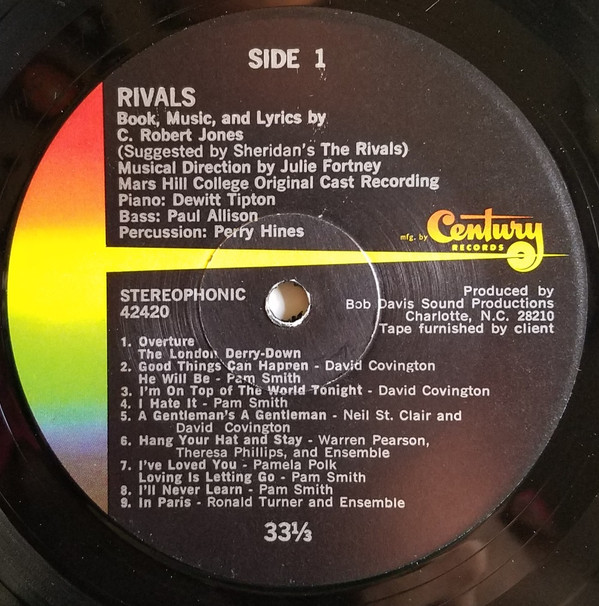 SIDE 1
RIVALS
Book, Music, and Lyrics by
C. Robert Jones
(Suggested by Sheridan's The Rivals)
Musical Direction by Julie Fortney
Mars Hill College Original Cast Recording
Piano: Dewitt Tipton
Bass: Paul Allison
Percussion: Perry Hines
mfg. by Century
RECORDS
STEREOPHONIC
42420
Produced by
Bob Davis Sound Productions
Charlotte, N.C. 28210
Tape furnished by client
1. Overture
The London Derry-Down
2. Good Things Can Happen - David Covington
He Will Be - Pam Smith
3. I'm On Top of The World Tonight - David Covington
4. I Hate It - Pam Smith
5. A Gentleman's A Gentleman - Neil St. Clair and
David Covington
6. Hang Your Hat and Stay - Warren Pearson,
Theresa Phillips, and Ensemble
7. I've Loved You - Pamela Polk
Loving Is Letting Go - Pam Smith
8. I'll Never Learn - Pam Smith
9. In Paris - Ronald Turner and Ensemble
33⅓